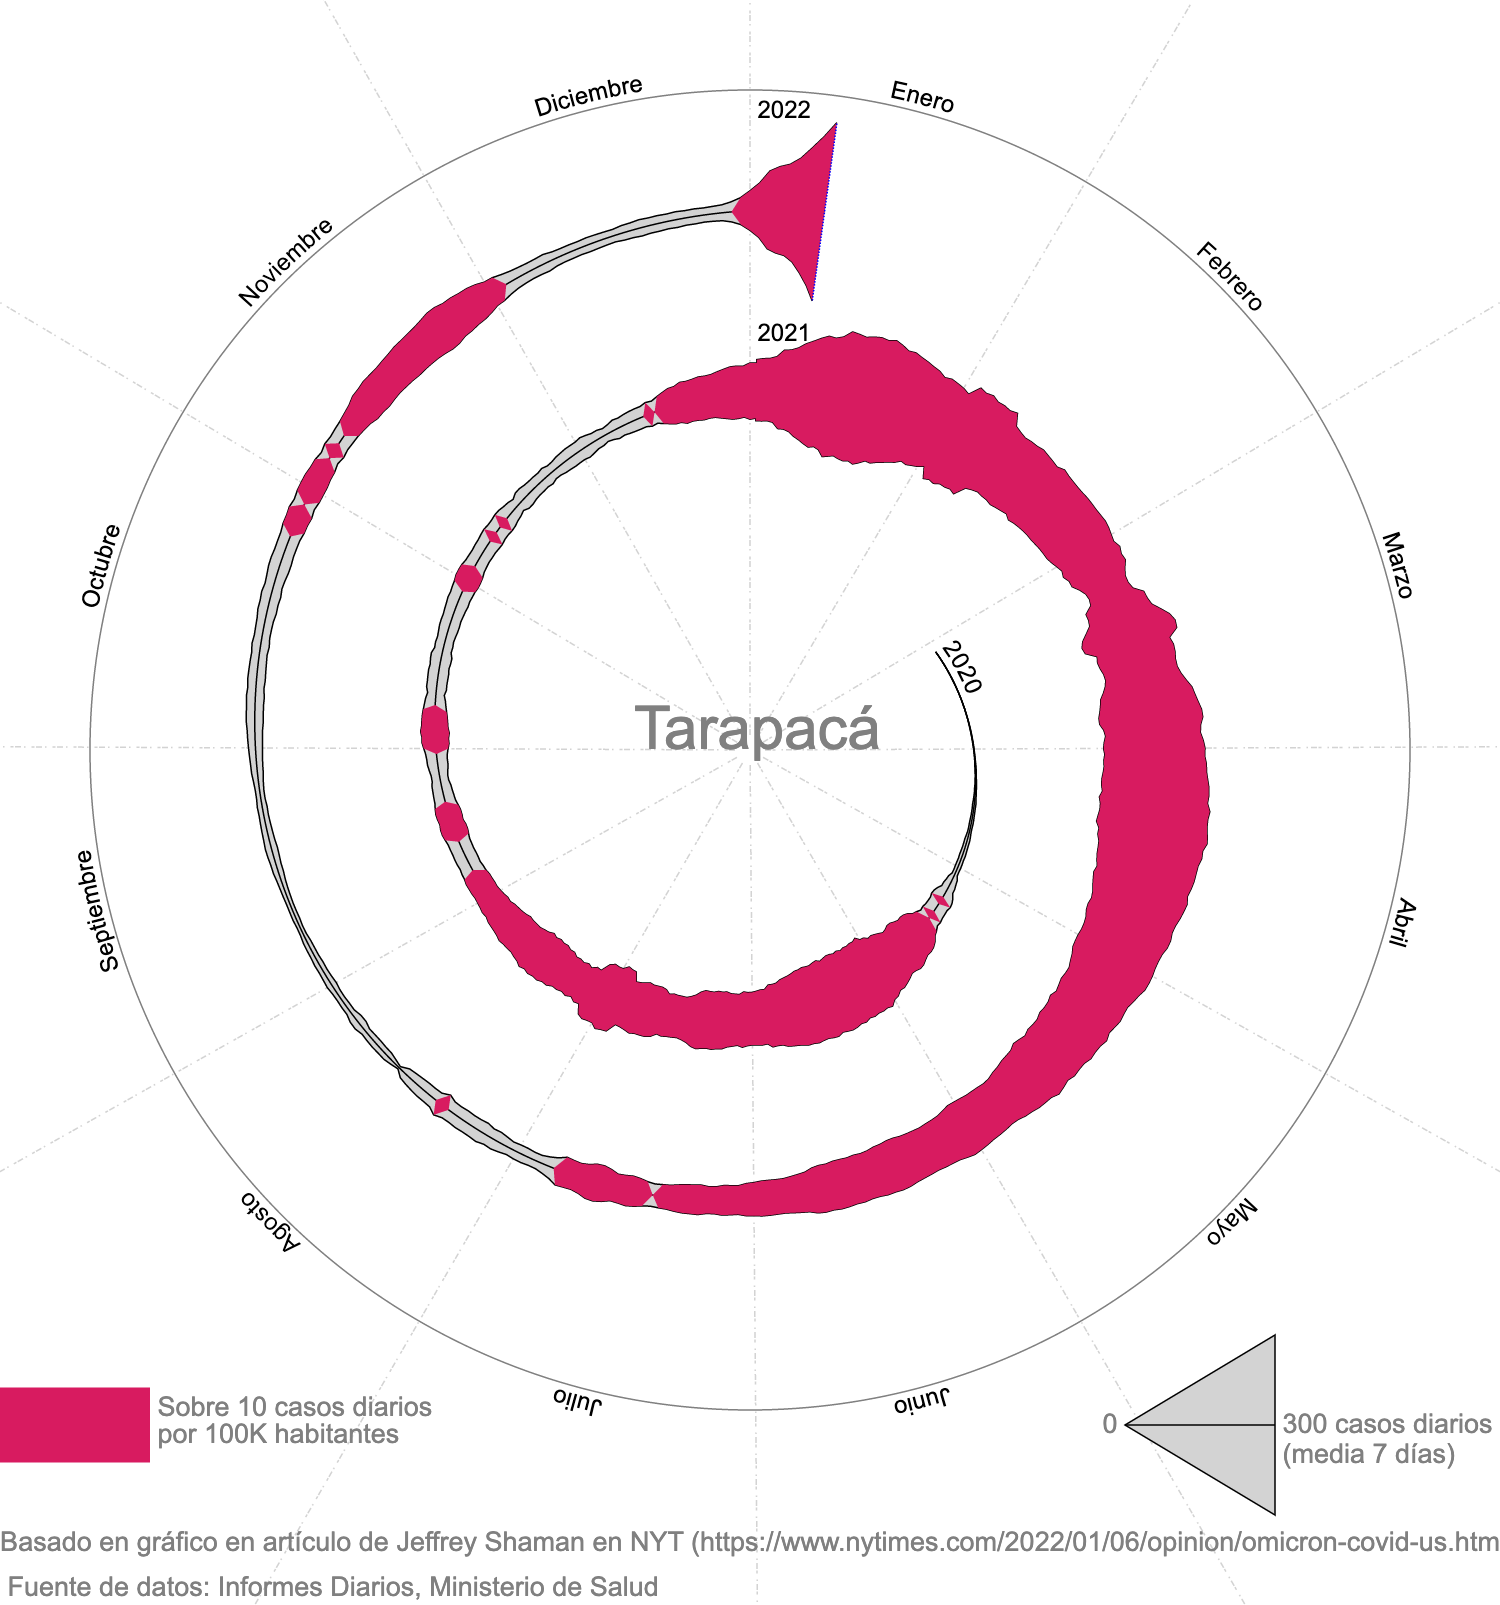 Diciembre
Enero
2022
Noviembre
Febrero
2021
Octubre
Marzo
2020
Tarapacá
Septiembre
Abril
Agosto
Mayo
Julio
Junio
Sobre 10 casos diarios
por 100K habitantes
0
300 casos diarios
(media 7 días)
Basado en gráfico en artículo de Jeffrey Shaman en NYT (https://www.nytimes.com/2022/01/06/opinion/omicron-covid-us.htm
Fuente de datos: Informes Diarios, Ministerio de Salud